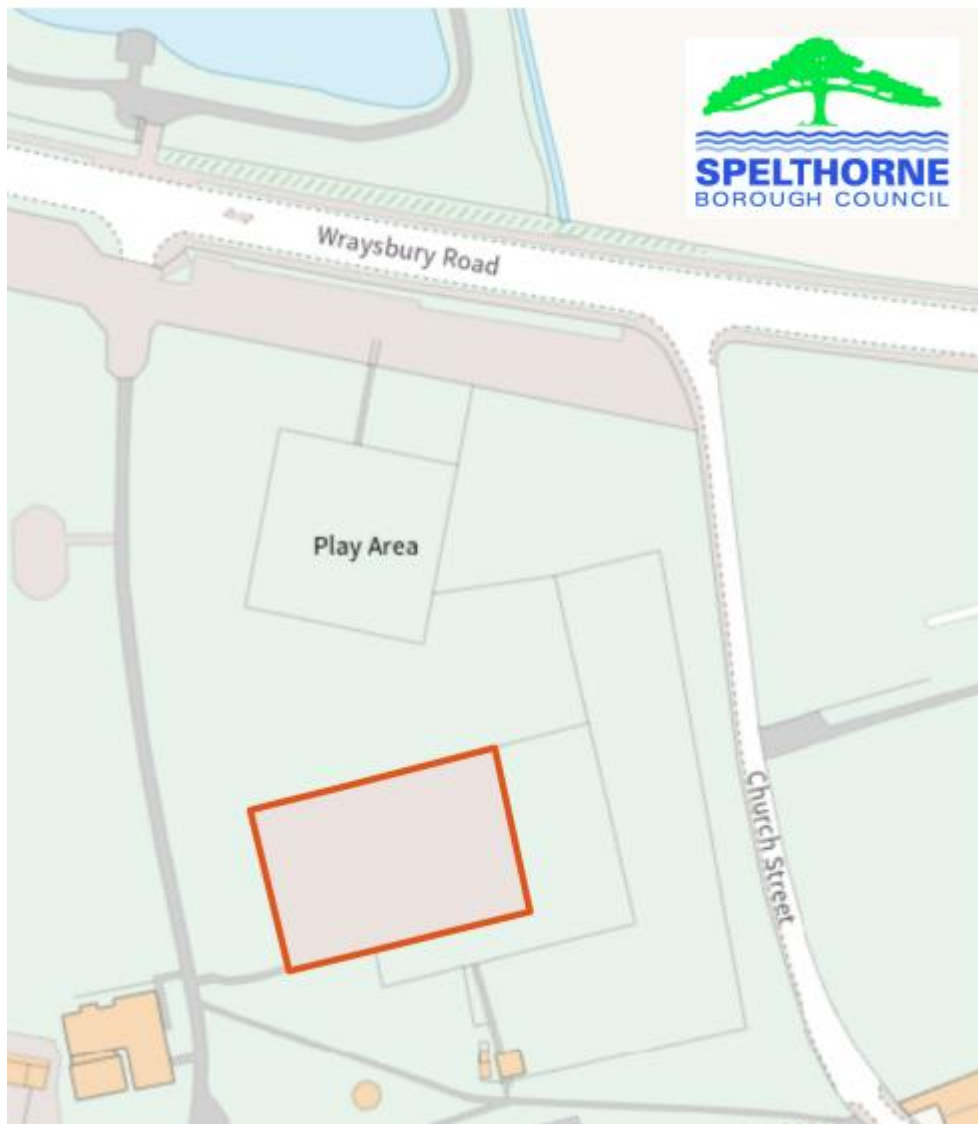 SPELTHORNE
BOROUGH COUNCIL
Wraysbury Road
Play Area
Church Street